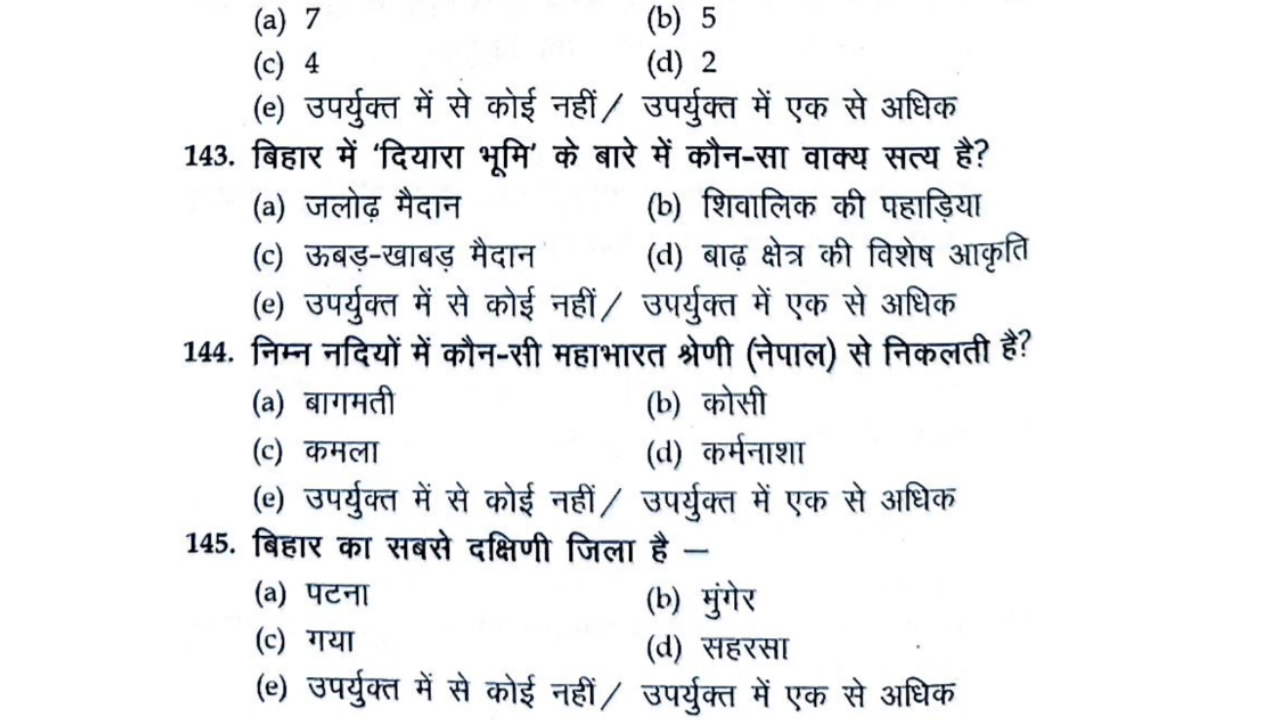 (a) 7 (b) 5
(c) 4 (d) 2
(e) उपर्युक्त में से कोई नहीं / उपर्युक्त में एक से अधिक
143. बिहार में ‘दियारा भूमि’ के बारे में कौन-सा वाक्य सत्य है?
(a) जलोढ़ मैदान (b) शिवालिक की पहाड़िया
(c) ऊबड़-खाबड़ मैदान (d) बाढ़ क्षेत्र की विशेष आकृति
(e) उपर्युक्त में से कोई नहीं / उपर्युक्त में एक से अधिक
144. निम्न नदियों में कौन-सी महाभारत श्रेणी (नेपाल) से निकलती है?
(a) बागमती (b) कोसी
(c) कमला (d) कर्मनाशा
(e) उपर्युक्त में से कोई नहीं / उपर्युक्त में एक से अधिक
145. बिहार का सबसे दक्षिणी जिला है –
(a) पटना (b) मुंगेर
(c) गया (d) सहरसा
(e) उपर्युक्त में से कोई नहीं / उपर्युक्त में एक से अधिक